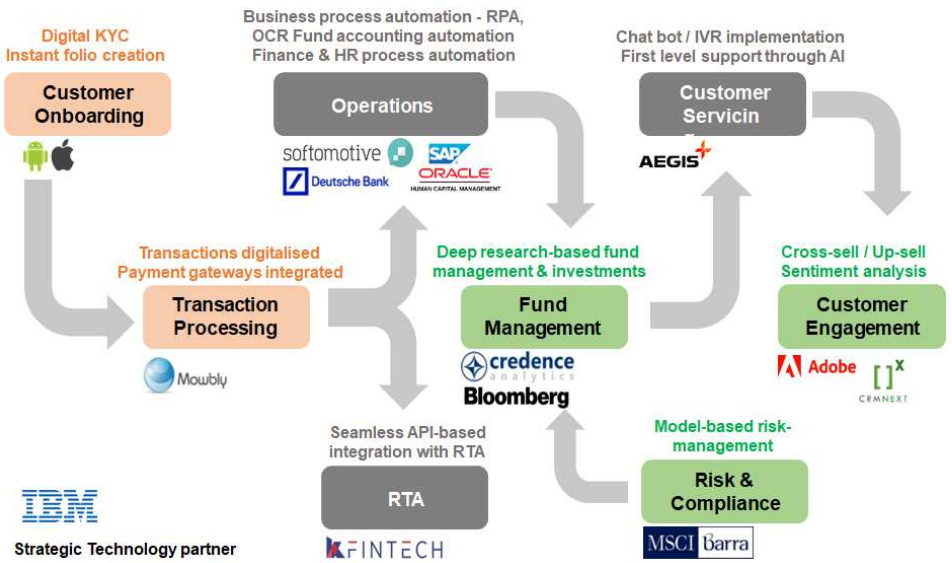 Digital KYC
Instant folio creation
Customer
Onboarding
Business process automation - RPA,
OCR Fund accounting automation
Finance & HR process automation
Operations
softomotive
SAP
Deutsche Bank
ORACLE
HUMAN CAPITAL MANAGEMENT
Chat bot / IVR implementation
First level support through AI
Customer
Servicin
AEGIS
Transactions digitalised
Payment gateways integrated
Transaction
Processing
Mowbly
Deep research-based fund
management & investments
Fund
Management
credence
analytics
Bloomberg
Cross-sell / Up-sell
Sentiment analysis
Customer
Engagement
Adobe
CRMNEXT
Seamless API-based
integration with RTA
RTA
KFINTECH
Model-based risk-
management
Risk &
Compliance
MSCI Barra
IBM
Strategic Technology partner